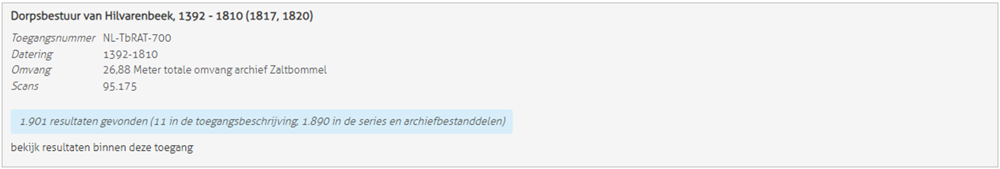 Dorpsbestuur van Hilvarenbeek, 1392 - 1810 (1817, 1820)
Toegangsnummer NL-TbRAT-700
Datering 1392-1810
Omvang 26,88 Meter totale omvang archief Zaltbommel
Scans 95.175
1.901 resultaten gevonden (11 in de toegangsbeschrijving; 1.890 in de series en archiefbestanddelen)
bekijk resultaten binnen deze toegang